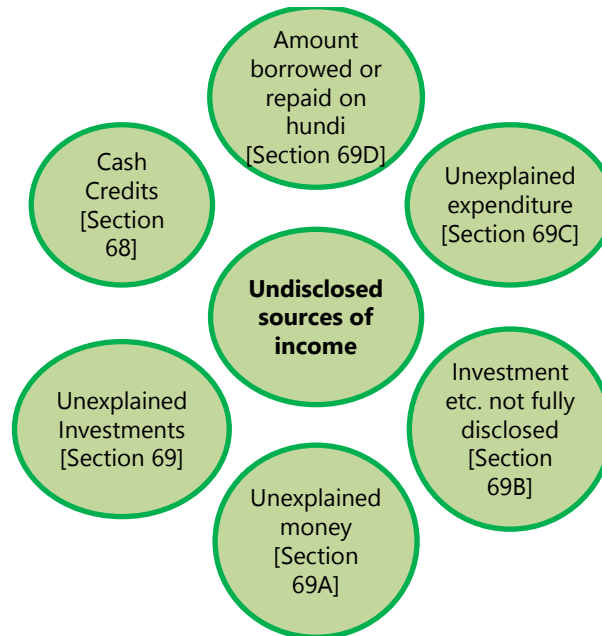 Amount
borrowed or
repaid on
hundi
[Section 69D]
Cash
Credits
[Section
68]
Unexplained
expenditure
[Section 69C]
Undisclosed
sources of
income
Unexplained
Investments
[Section 69]
Investment
etc. not fully
disclosed
[Section
69B]
Unexplained
money
[Section
69A]